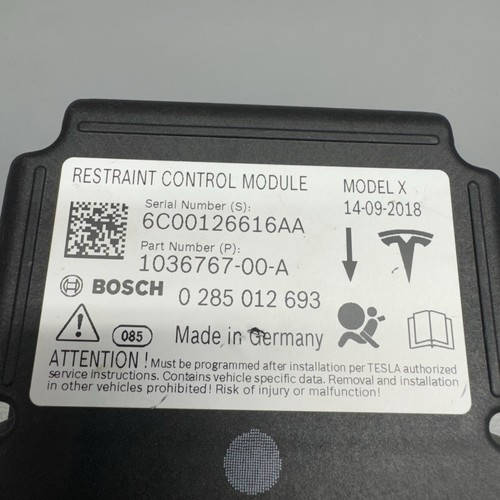 RESTRAINT CONTROL MODULE MODEL X
Serial Number (S): 14-09-2018
6C00126616AA
Part Number (P):
1036767-00-A
BOSCH 0 285 012 693
085 Made in Germany
ATTENTION ! Must be programmed after installation per TESLA authorized
service instructions. Contains vehicle specific data. Removal and installation
in other vehicles prohibited! Risk of injury or malfunction!